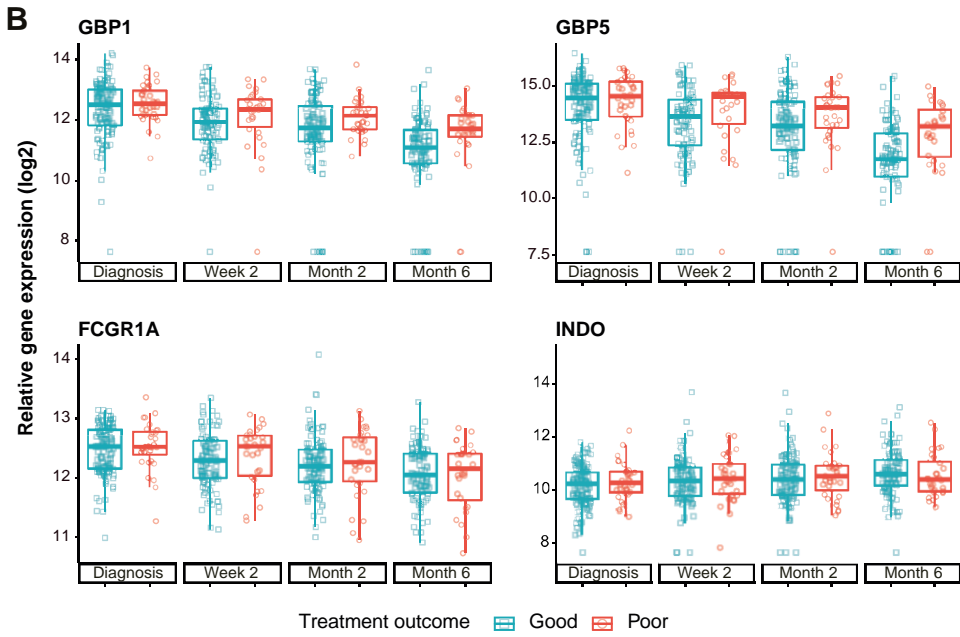 B
GBP1
GBP5
Relative gene expression (log2)
14
12
10
8
Diagnosis Week 2 Month 2 Month 6
15.0
12.5
10.0
7.5
Diagnosis Week 2 Month 2 Month 6
FCGR1A
INDO
14
13
12
11
Diagnosis Week 2 Month 2 Month 6
14
12
10
8
Diagnosis Week 2 Month 2 Month 6
Treatment outcome Good Poor